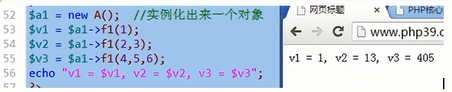 52 $a1 = new A(); //实例化出来一个对象
53 $v1 = $a1->f1(1);
54 $v2 = $a1->f1(2,3);
55 $v3 = $a1->f1(4,5,6);
56 echo "v1 = $v1, v2 = $v2, v3 = $v3";
57 ?>
网页标题
PHP核心
www.php39.c
v1 = 1, v2 = 13, v3 = 405